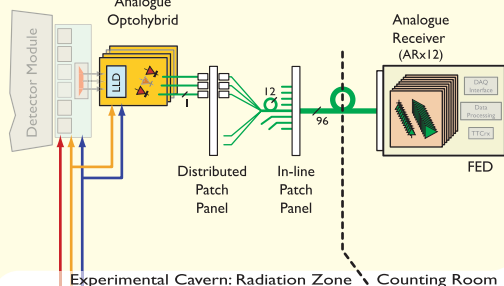 Analogue
Optohybrid
Analogue
Receiver
(ARx12)
Detector Module
LLD
1
12
96
DAQ
Interface
Data
Processing
TTCrx
FED
Distributed
Patch
Panel
In-line
Patch
Panel
Experimental Cavern: Radiation Zone
Counting Room